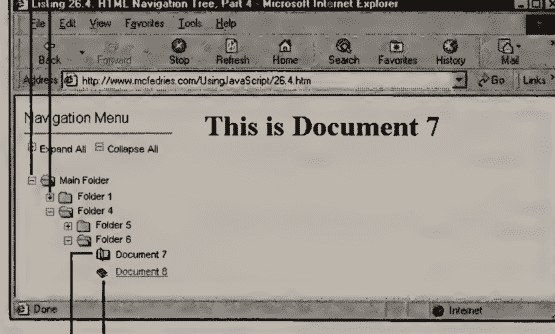 Listing 26.4. HTML Navigation Tree, Part 4 - Microsoft Internet Explorer
File Edit View Favorites Tools Help
Back Forward Stop Refresh Home Search Favorites History Mail
Address http://www.mcfedries.com/UsingJavaScript/26.4.htm Go Links
Navigation Menu
This is Document 7
Expand All Collapse All
Main Folder
Folder 1
Folder 4
Folder 5
Folder 6
Document 7
Document 8
Done Internet